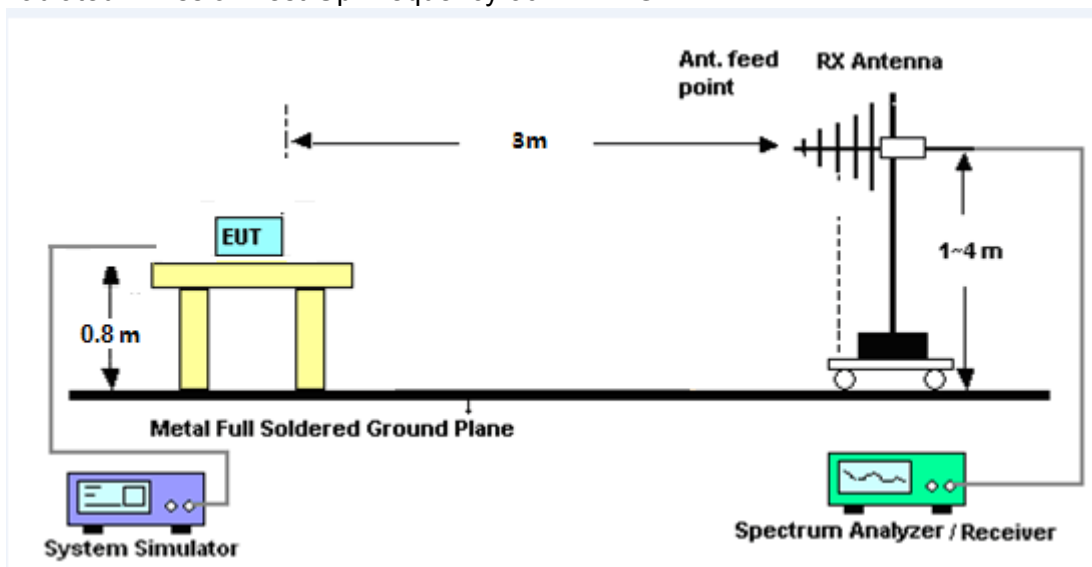 Ant. feed
point
RX Antenna
3m
EUT
1~4 m
0.8 m
Metal Full Soldered Ground Plane
System Simulator
Spectrum Analyzer / Receiver